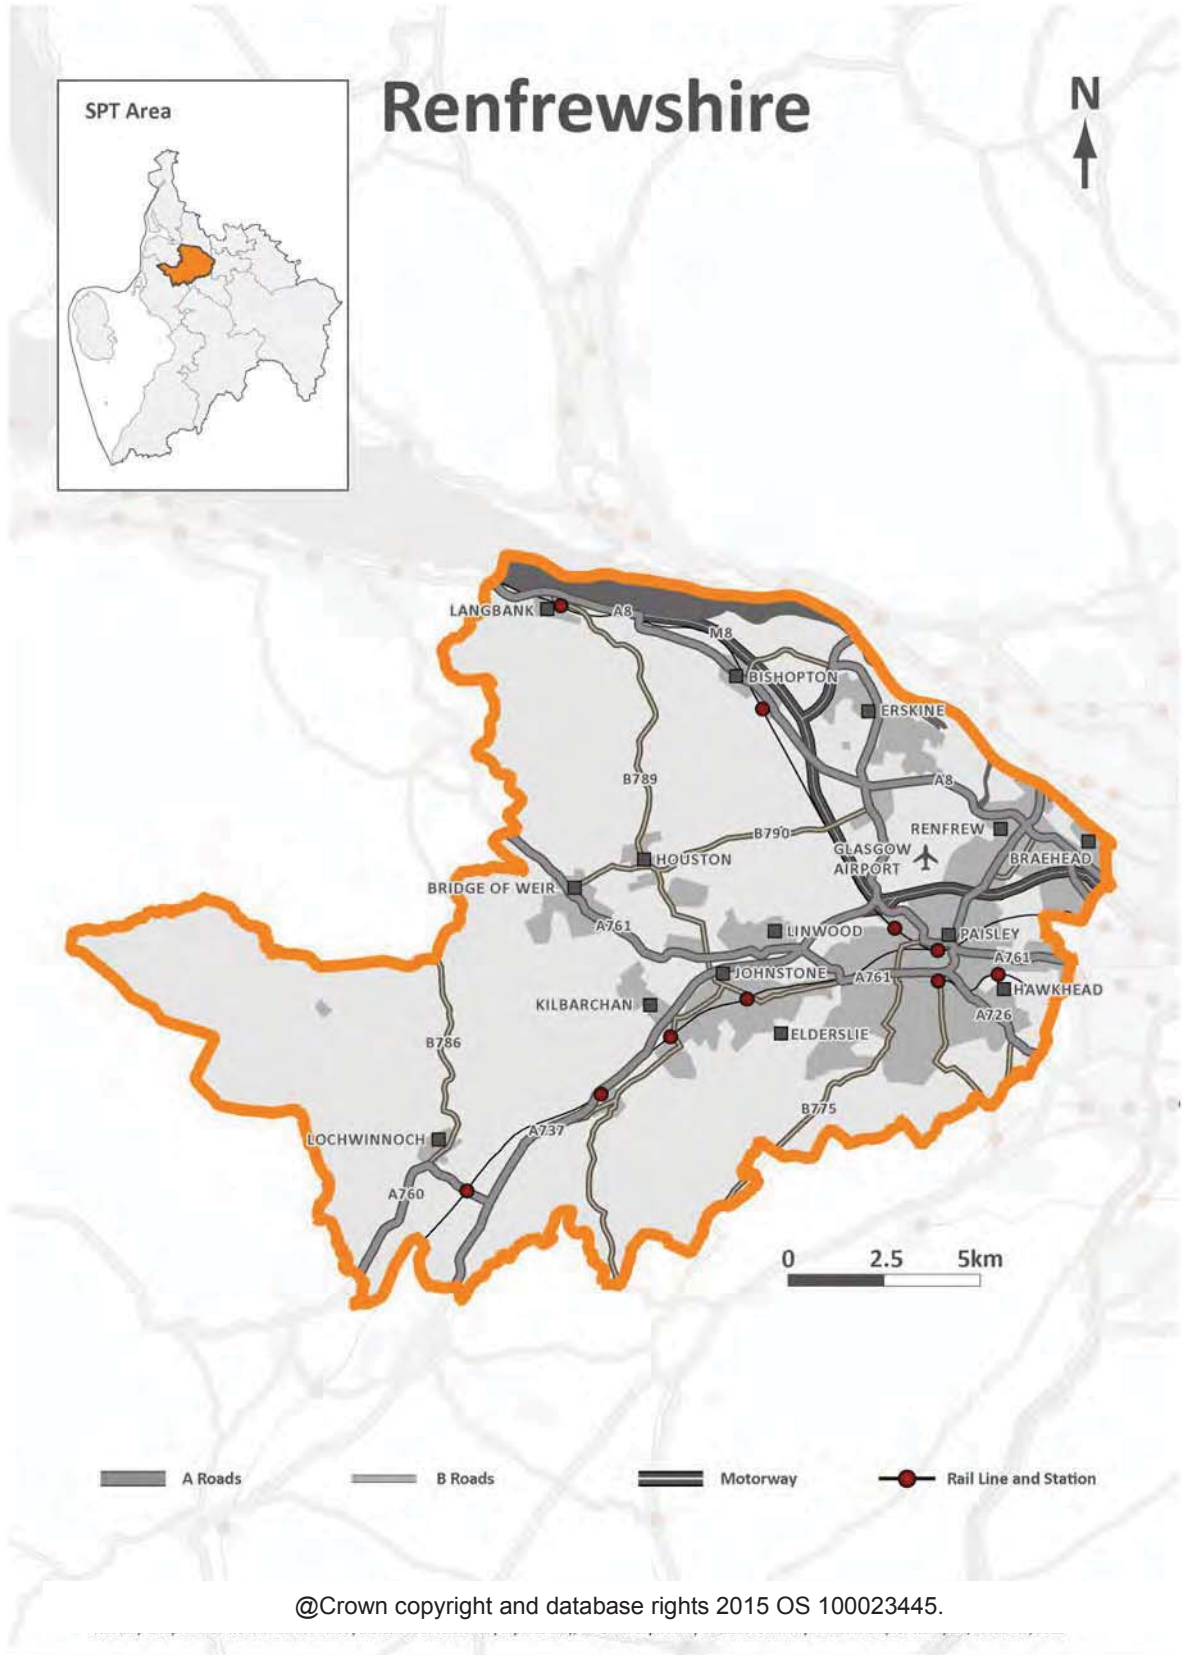 Renfrewshire
SPT Area
N
LANGBANK
A8
M8
BISHOPTON
ERSKINE
B789
A8
B790
RENFREW
GLASGOW
AIRPORT
BRAEHEAD
HOUSTON
BRIDGE OF WEIR
A761
LINWOOD
PAISLEY
A761
JOHNSTONE
A761
HAWKHEAD
KILBARCHAN
A726
ELDERSLIE
B786
B775
A737
LOCHWINNOCH
A760
0 2.5 5km
A Roads
B Roads
Motorway
Rail Line and Station
@Crown copyright and database rights 2015 OS 100023445.